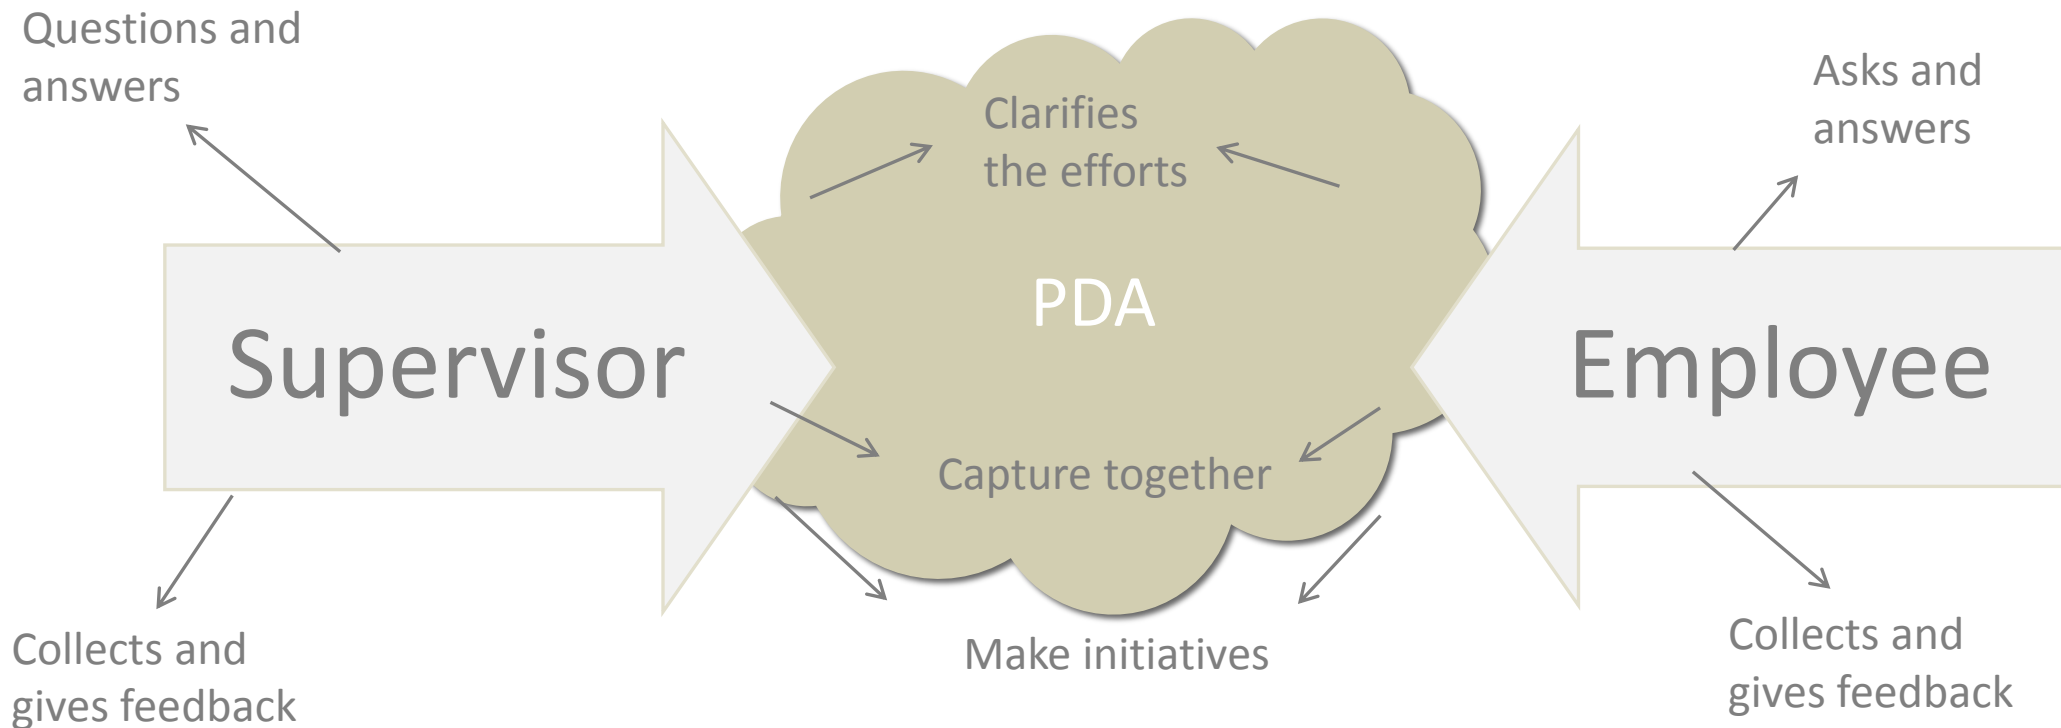 Questions and
answers
Supervisor
Collects and
gives feedback
Clarifies
the efforts
PDA
Capture together
Make initiatives
Asks and
answers
Employee
Collects and
gives feedback